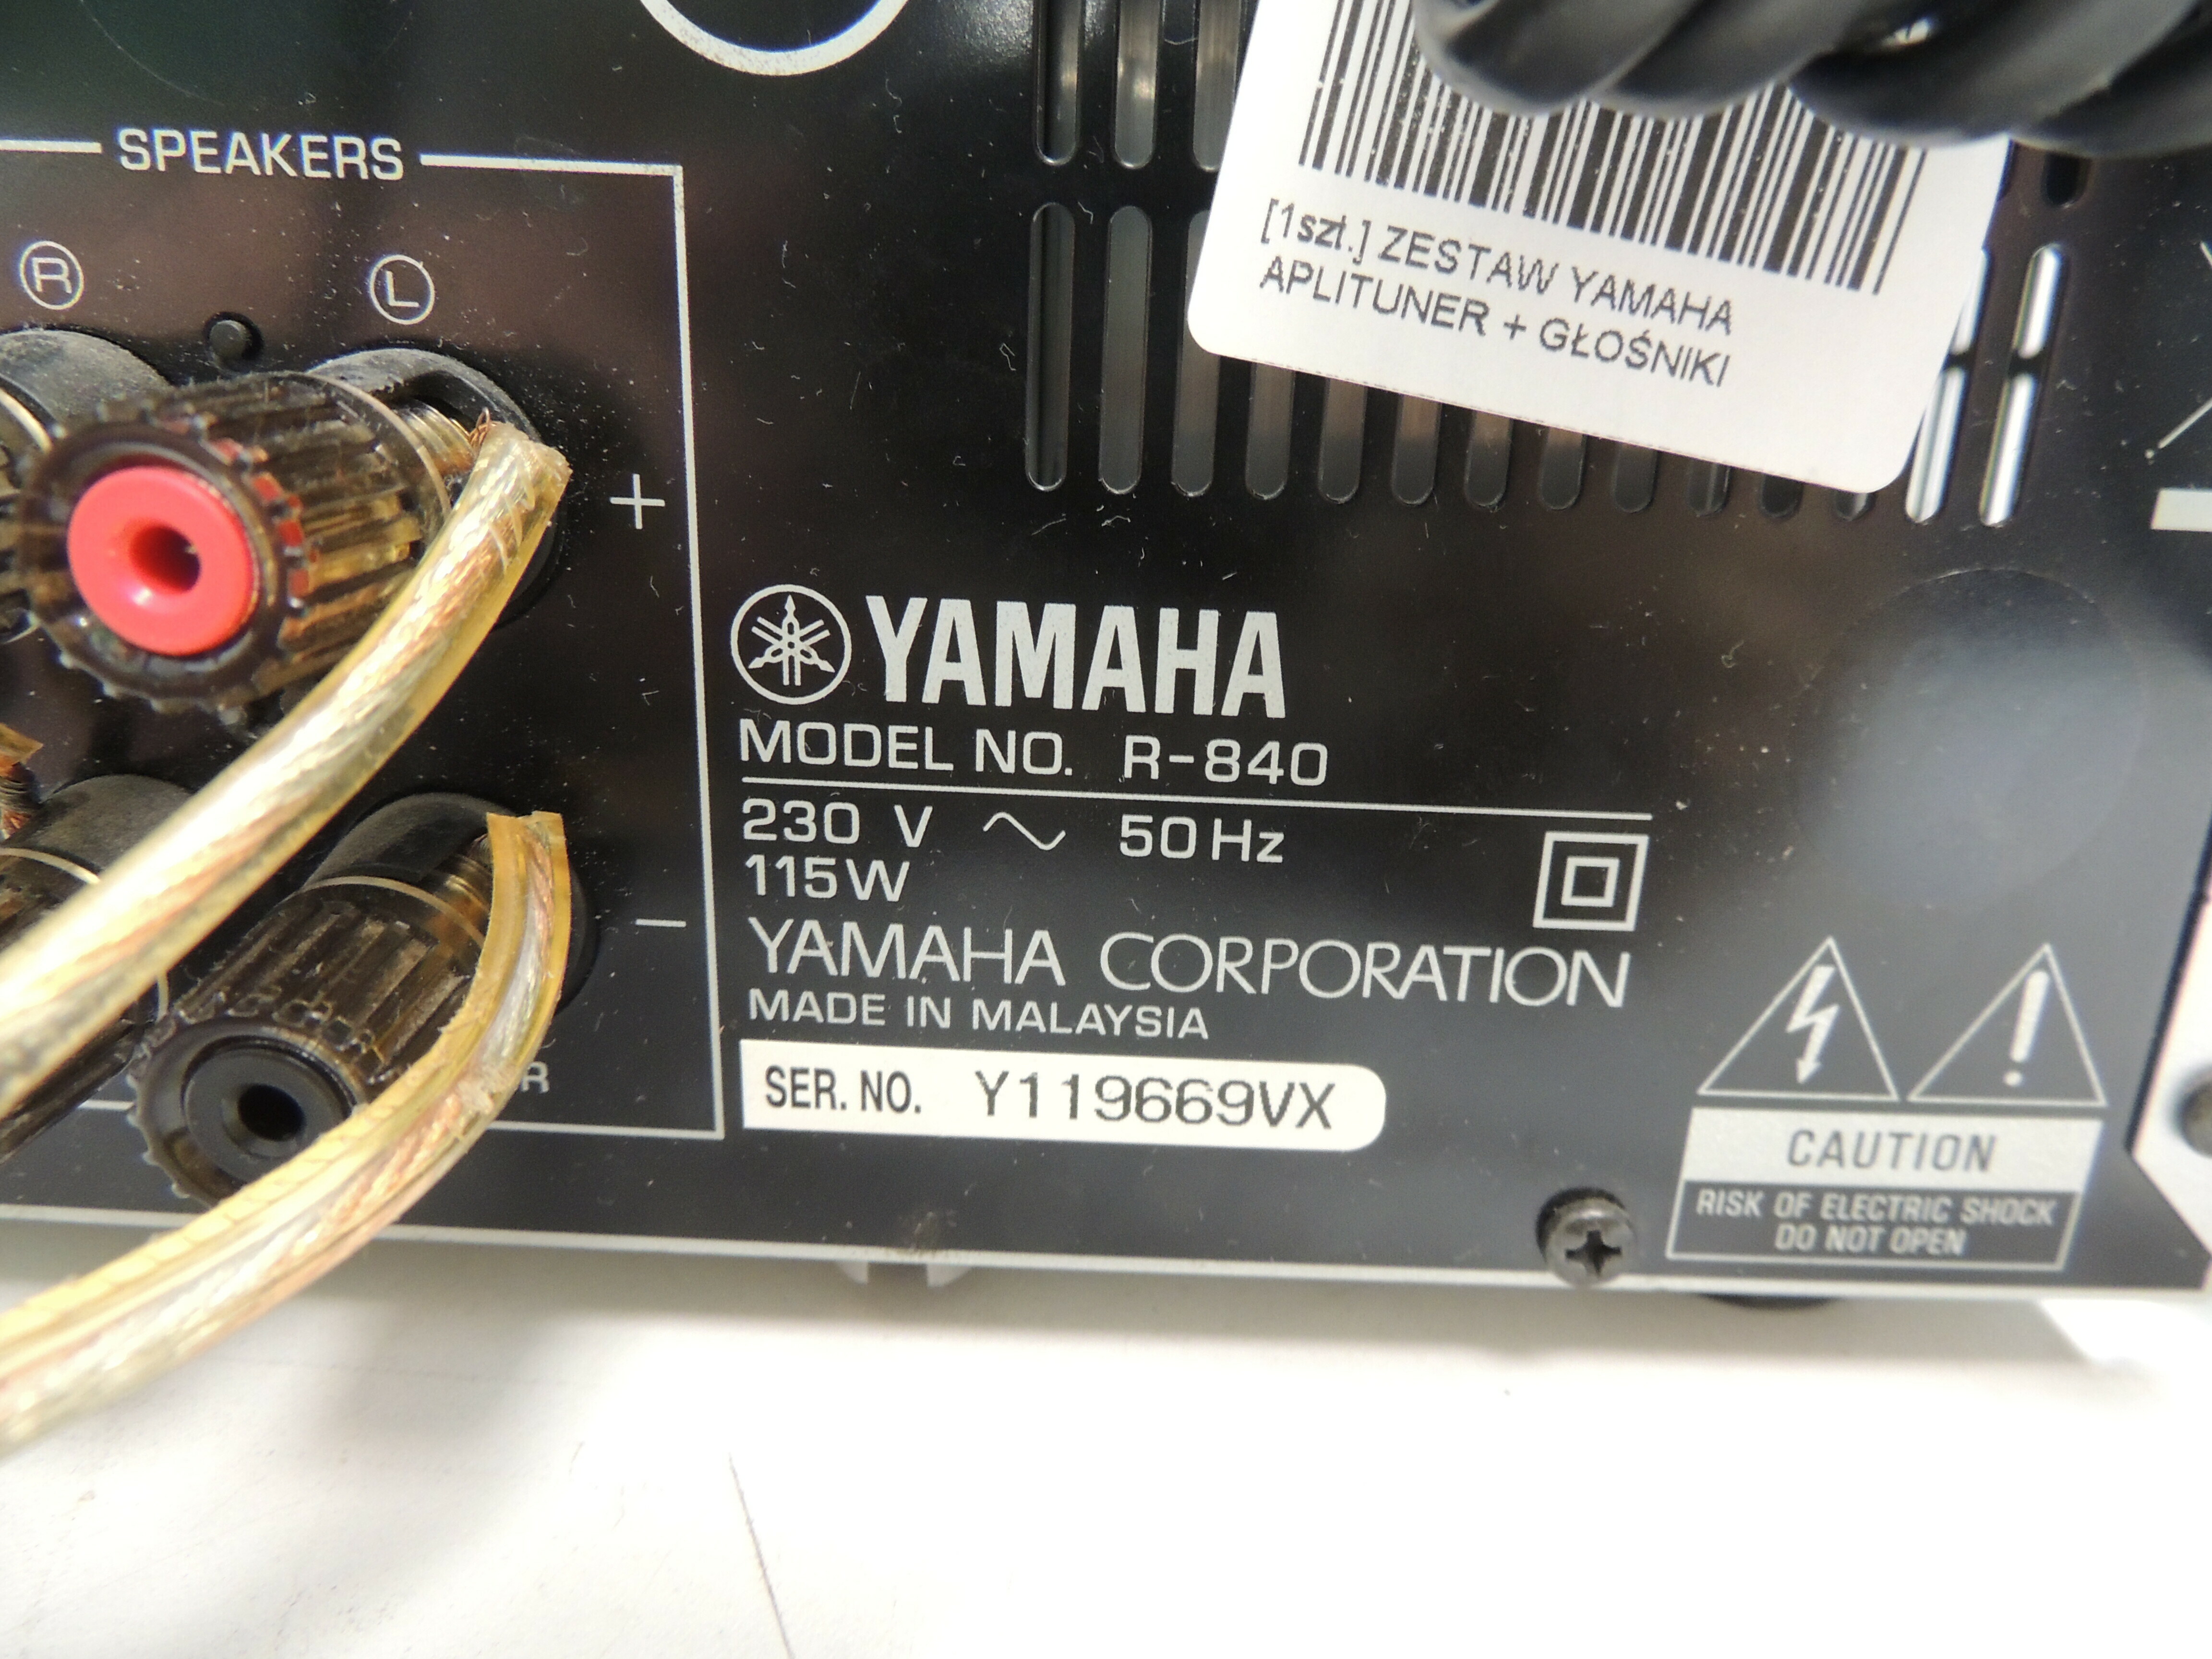 SPEAKERS
R L
[1szt.] ZESTAW YAMAHA
APLITUNER + GŁOŚNIKI
+
YAMAHA
MODEL NO. R-840
230 V ∼ 50 Hz
115W
−
YAMAHA CORPORATION
MADE IN MALAYSIA
SER. NO. Y119669VX
CAUTION
RISK OF ELECTRIC SHOCK
DO NOT OPEN